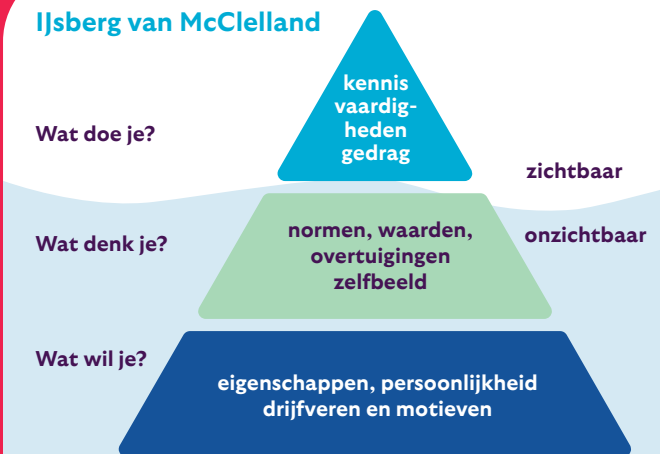 IJsberg van McClelland
kennis
vaardig-
heden
gedrag
Wat doe je?
zichtbaar
Wat denk je?
normen, waarden,
overtuigingen
zelfbeeld
onzichtbaar
Wat wil je?
eigenschappen, persoonlijkheid
drijfveren en motieven